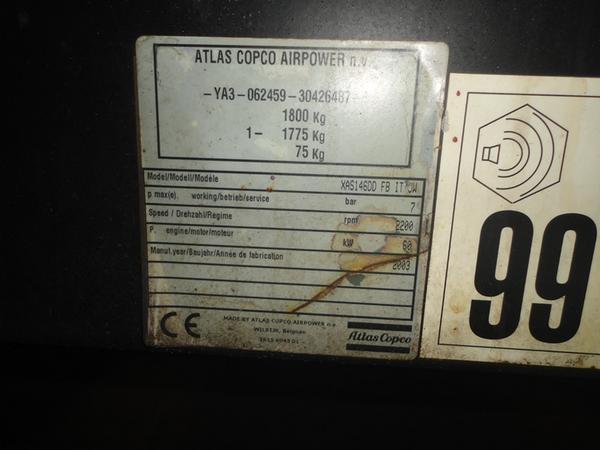 ATLAS COPCO AIRPOWER n.v
-YA3-062459-30426487-
1800 Kg
1- 1775 Kg
75 Kg
Model/Modell/Modèle XAS146DD FB IT JW
p max(e). working/betrieb/service bar 7
Speed / Drehzahl/Regime rpm 2200
P. engine/motor/moteur kW 60
Manuf.year/Baujahr/Année de fabrication 2003
CE
MADE BY ATLAS COPCO AIRPOWER n.v.
WILRIJK, Belgium
Atlas Copco
99